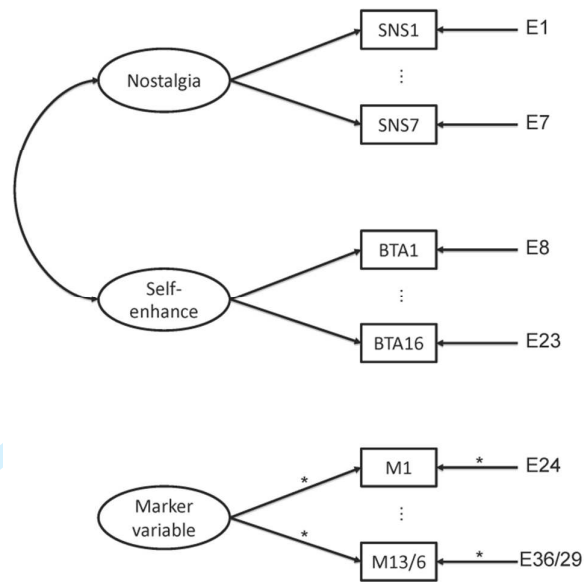 SNS1
E1
Nostalgia
⋮
SNS7
E7
BTA1
E8
Self-
enhance
⋮
BTA16
E23
M1
*
E24
*
Marker
variable
⋮
*
M13/6
*
E36/29